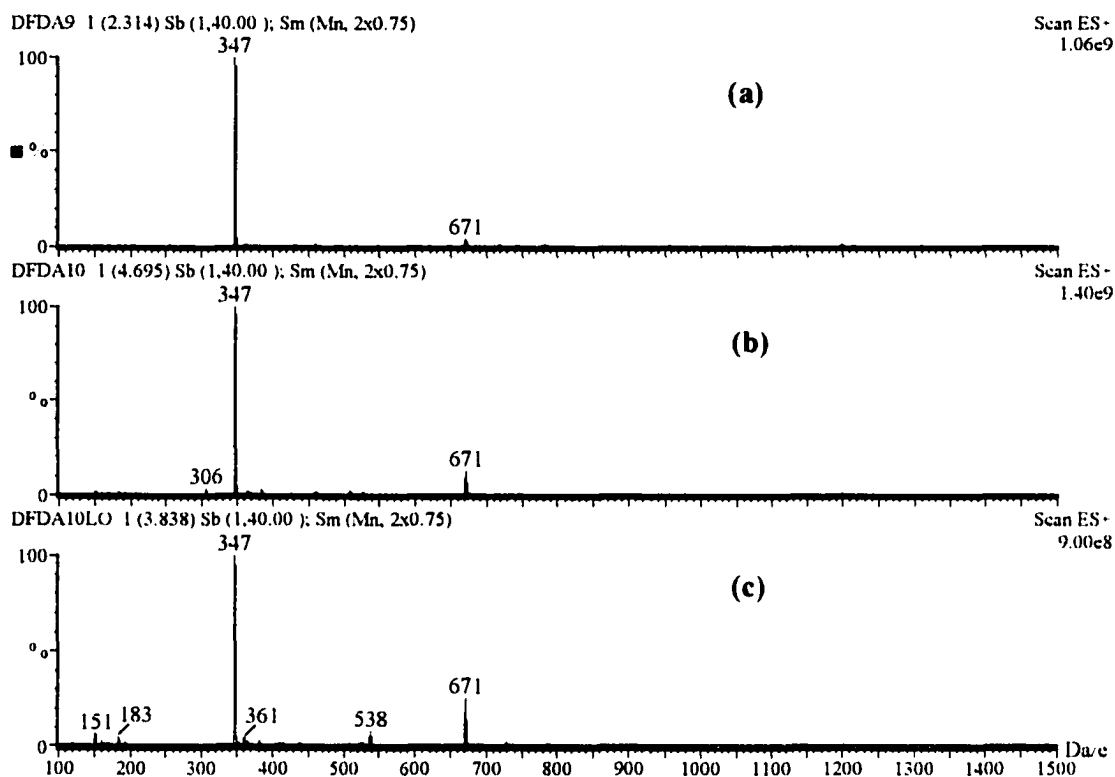 DFDA9 1 (2.314) Sb (1,40.00 ); Sm (Mn, 2x0.75)
Scan ES+
1.06e9
347
100
(a)
%
671
0
DFDA10 1 (4.695) Sb (1,40.00 ); Sm (Mn, 2x0.75)
Scan ES+
1.40e9
347
100
(b)
%
671
306
0
DFDA10LO 1 (3.838) Sb (1,40.00 ); Sm (Mn, 2x0.75)
Scan ES+
9.00e8
347
100
(c)
%
671
151 183 361 538
0
Da/e
100 200 300 400 500 600 700 800 900 1000 1100 1200 1300 1400 1500